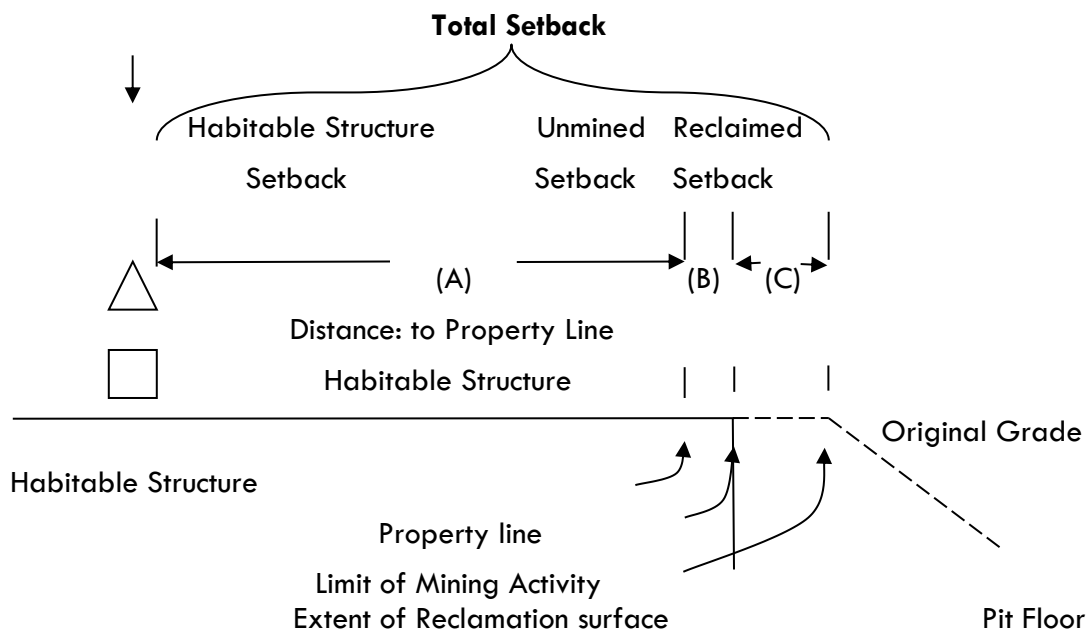 Total Setback
Habitable Structure Unmined Reclaimed
Setback Setback Setback
(A) (B) (C)
Distance: to Property Line
Habitable Structure
Original Grade
Habitable Structure
Property line
Limit of Mining Activity
Extent of Reclamation surface Pit Floor